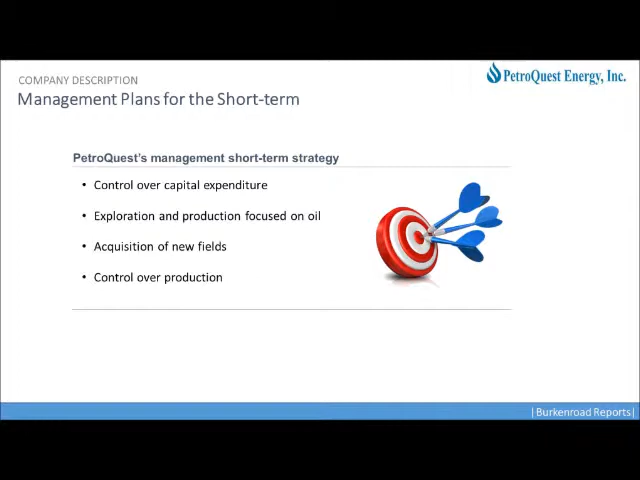 COMPANY DESCRIPTION
PetroQuest Energy, Inc.
Management Plans for the Short-term
PetroQuest's management short-term strategy
• Control over capital expenditure
• Exploration and production focused on oil
• Acquisition of new fields
• Control over production
|Burkenroad Reports|